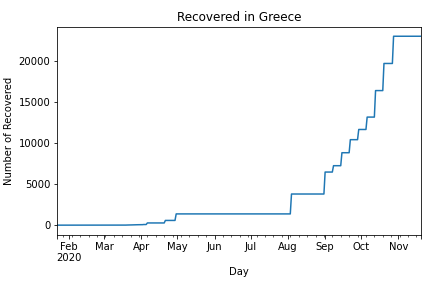 Recovered in Greece
Number of Recovered
20000
15000
10000
5000
0
Feb Mar Apr May Jun Jul Aug Sep Oct Nov
2020
Day